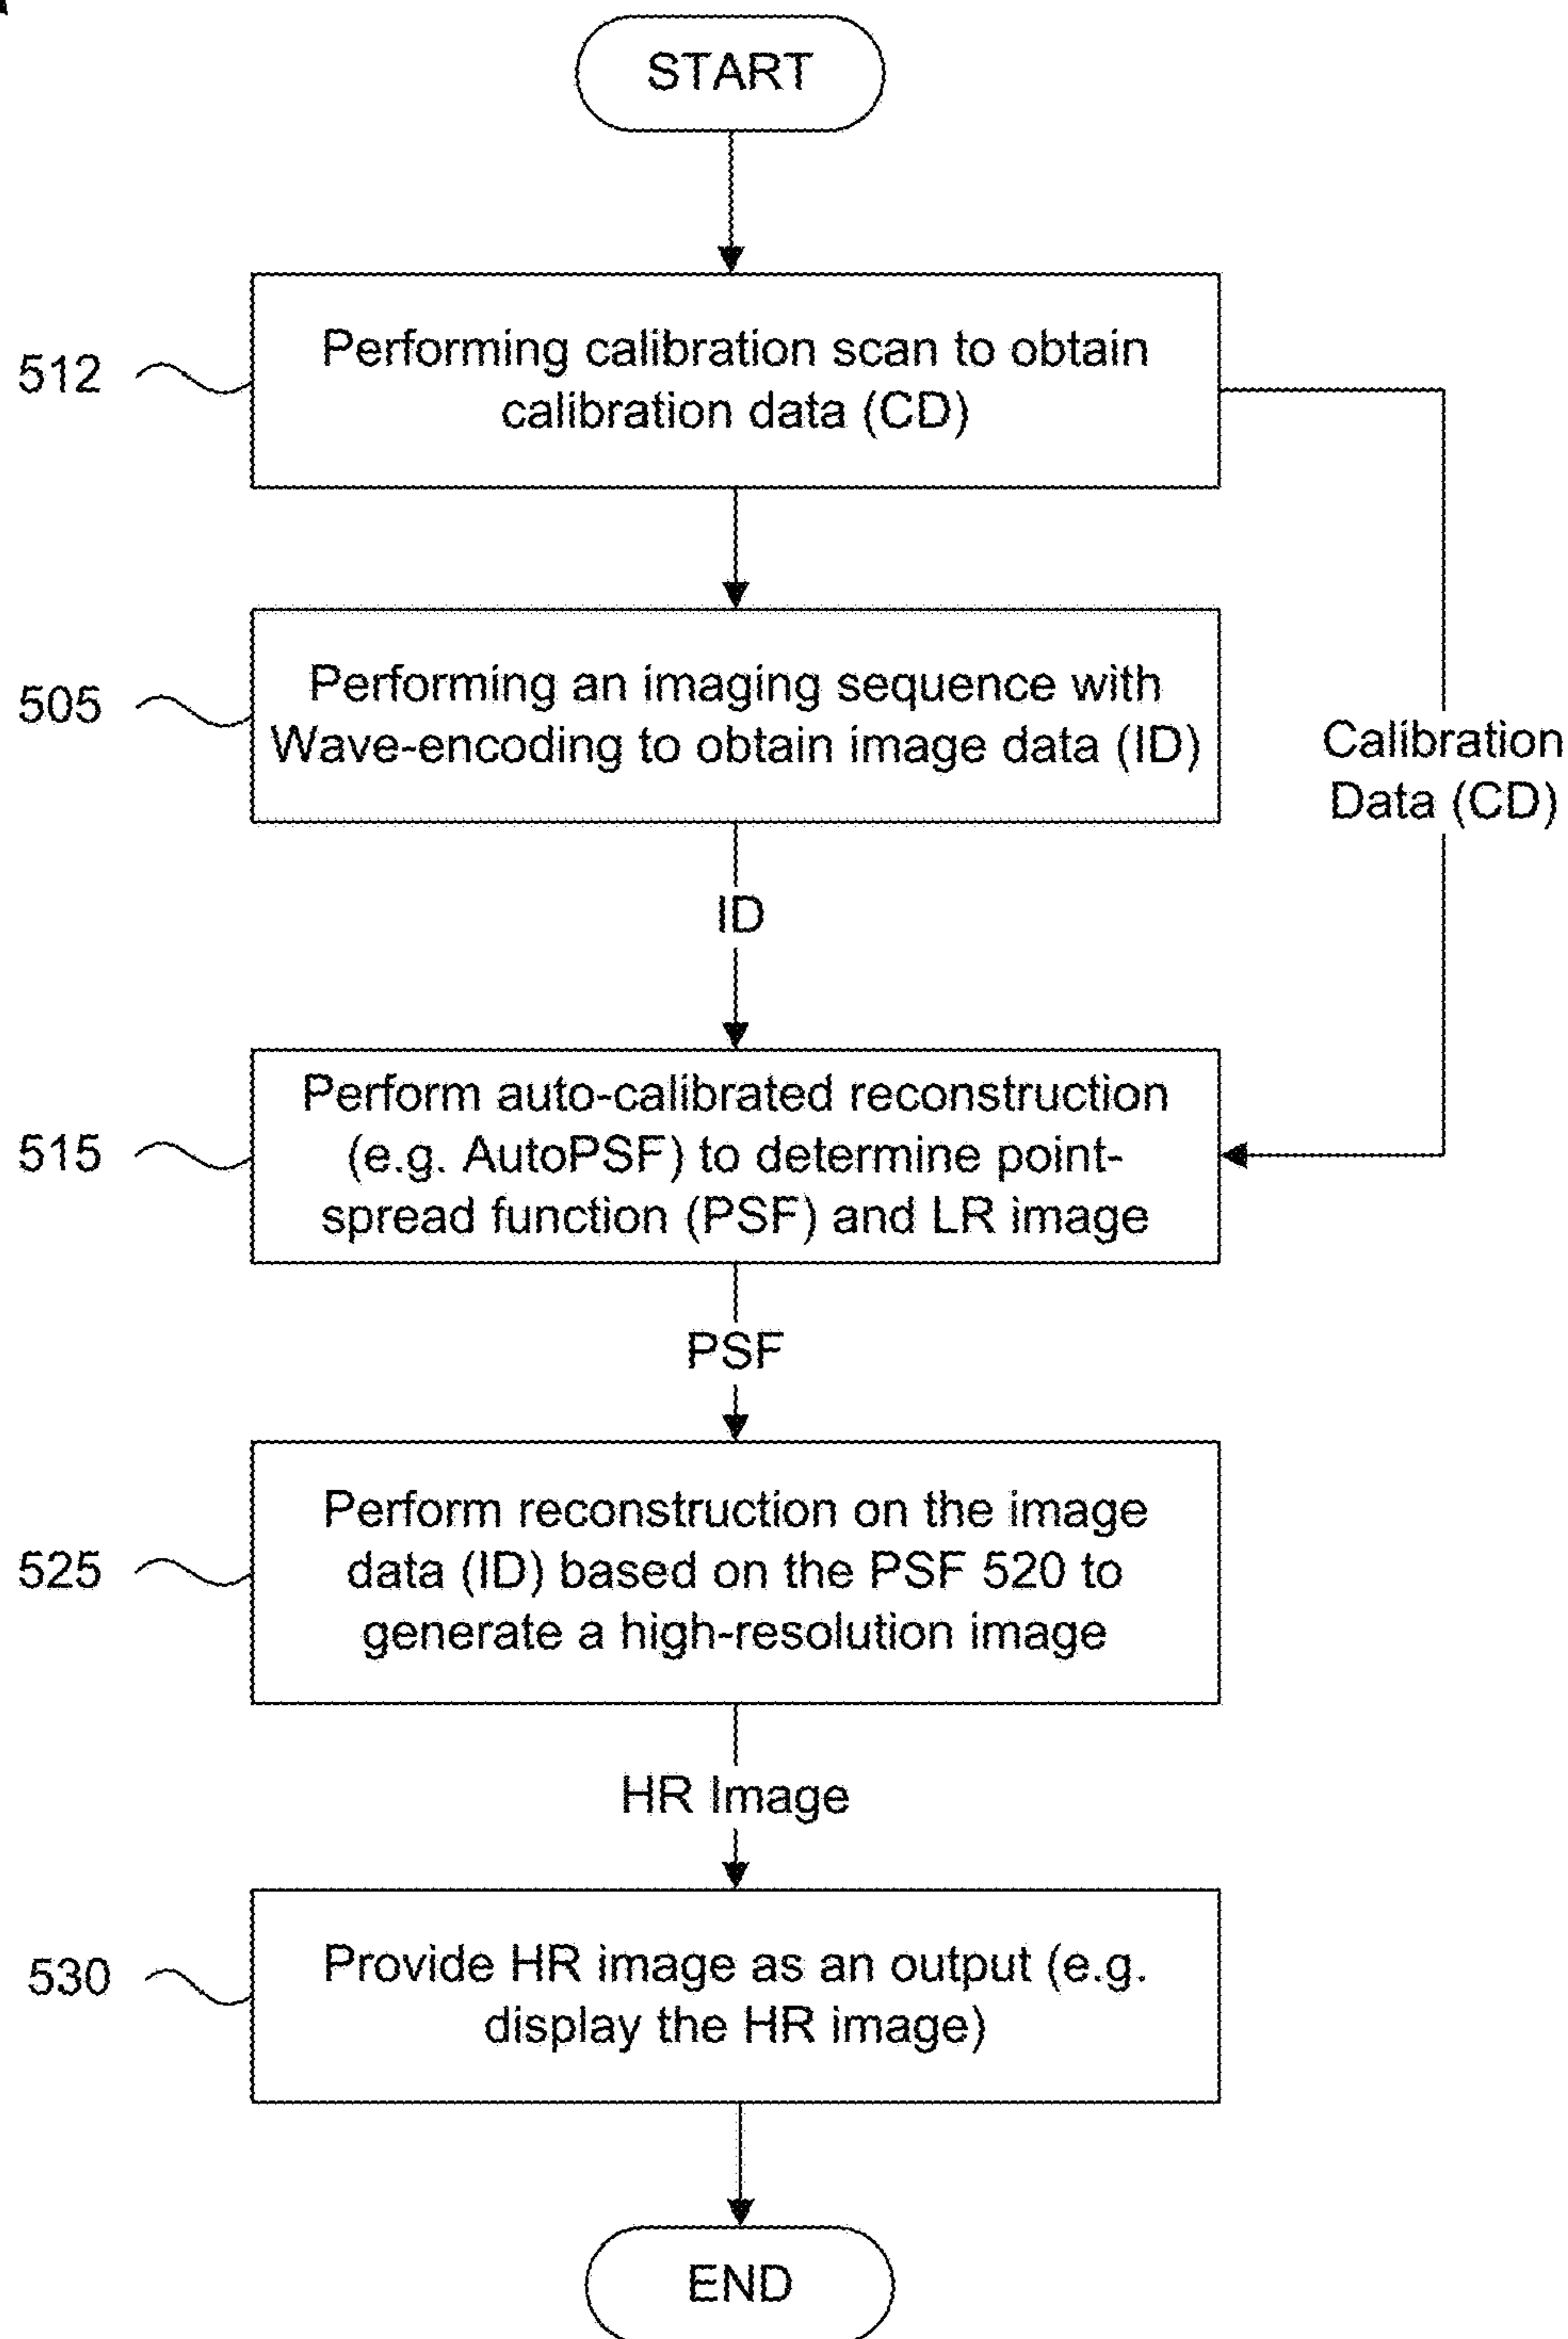 START
512
Performing calibration scan to obtain
calibration data (CD)
505
Performing an imaging sequence with
Wave-encoding to obtain image data (ID)
Calibration
Data (CD)
ID
515
Perform auto-calibrated reconstruction
(e.g. AutoPSF) to determine point-
spread function (PSF) and LR image
PSF
525
Perform reconstruction on the image
data (ID) based on the PSF 520 to
generate a high-resolution image
HR Image
530
Provide HR image as an output (e.g.
display the HR image)
END